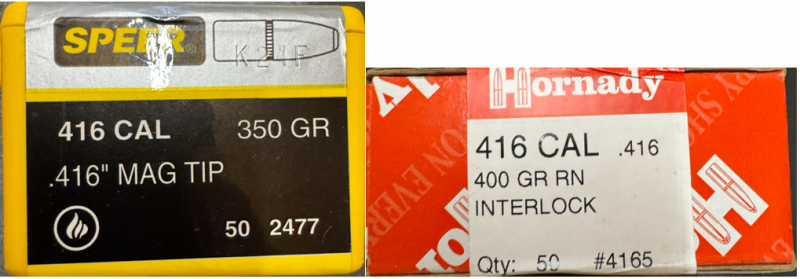 SPEER®
K21F
416 CAL 350 GR
.416" MAG TIP
50 2477
Hornady
416 CAL .416
400 GR RN
INTERLOCK
Qty: 50 #4165